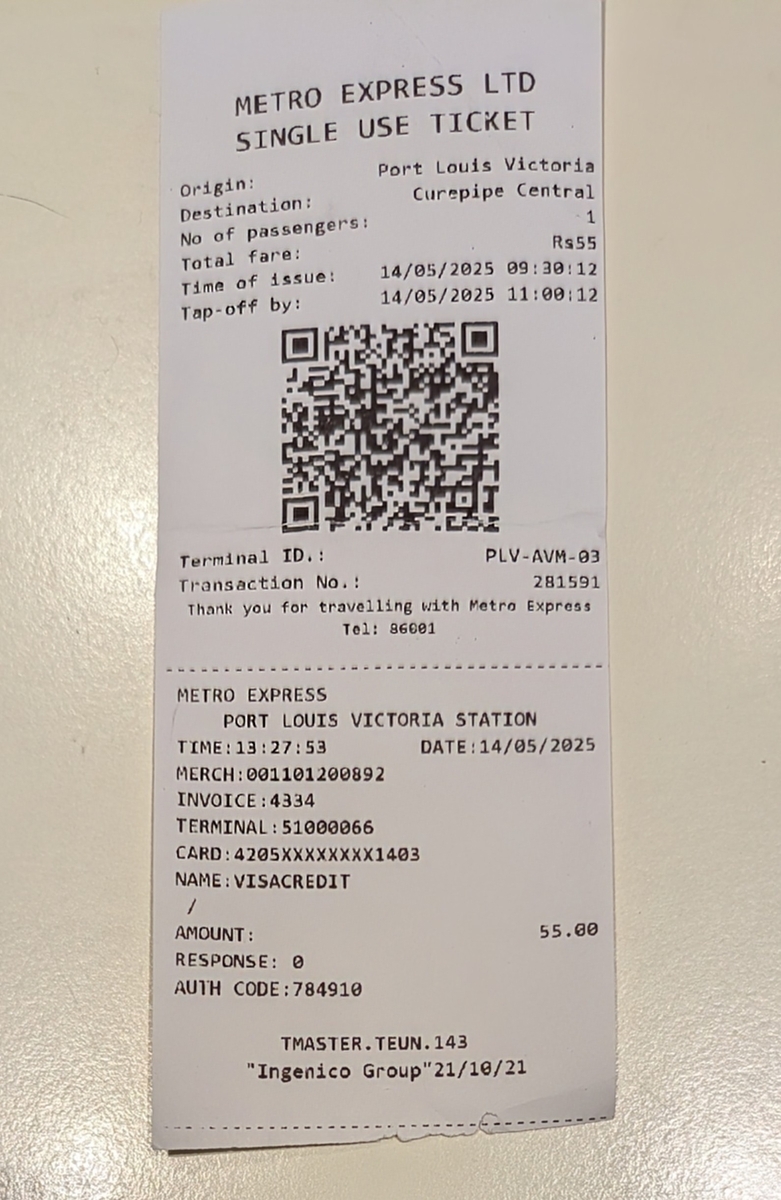 METRO EXPRESS LTD
SINGLE USE TICKET
Origin: Port Louis Victoria
Destination: Curepipe Central
No of passengers: 1
Total fare: Rs55
Time of issue: 14/05/2025 09:30:12
Tap-off by: 14/05/2025 11:00:12
Terminal ID.: PLV-AVM-03
Transaction No.: 281591
Thank you for travelling with Metro Express
Tel: 86001
METRO EXPRESS
PORT LOUIS VICTORIA STATION
TIME:13:27:53 DATE:14/05/2025
MERCH:001101200892
INVOICE:4334
TERMINAL:51000066
CARD:4205XXXXXXXX1403
NAME:VISACREDIT
/
AMOUNT: 55.00
RESPONSE: 0
AUTH CODE:784910
TMASTER.TEUN.143
"Ingenico Group"21/10/21